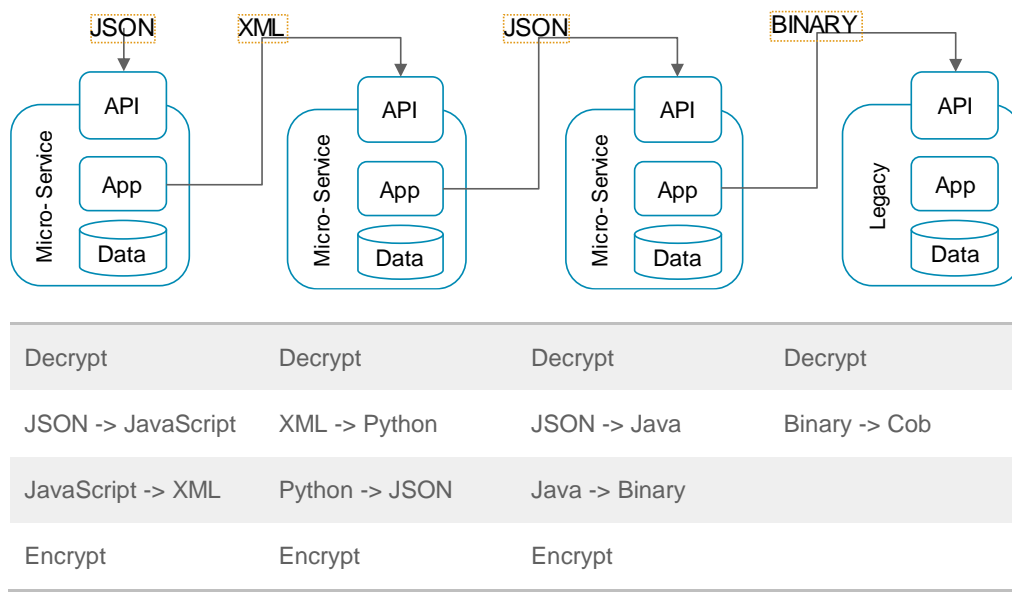 JSON XML JSON BINARY
API API API API
Micro- Service Micro- Service Micro- Service Legacy
App App App App
Data Data Data Data
Decrypt Decrypt Decrypt Decrypt
JSON -> JavaScript XML -> Python JSON -> Java Binary -> Cob
JavaScript -> XML Python -> JSON Java -> Binary
Encrypt Encrypt Encrypt